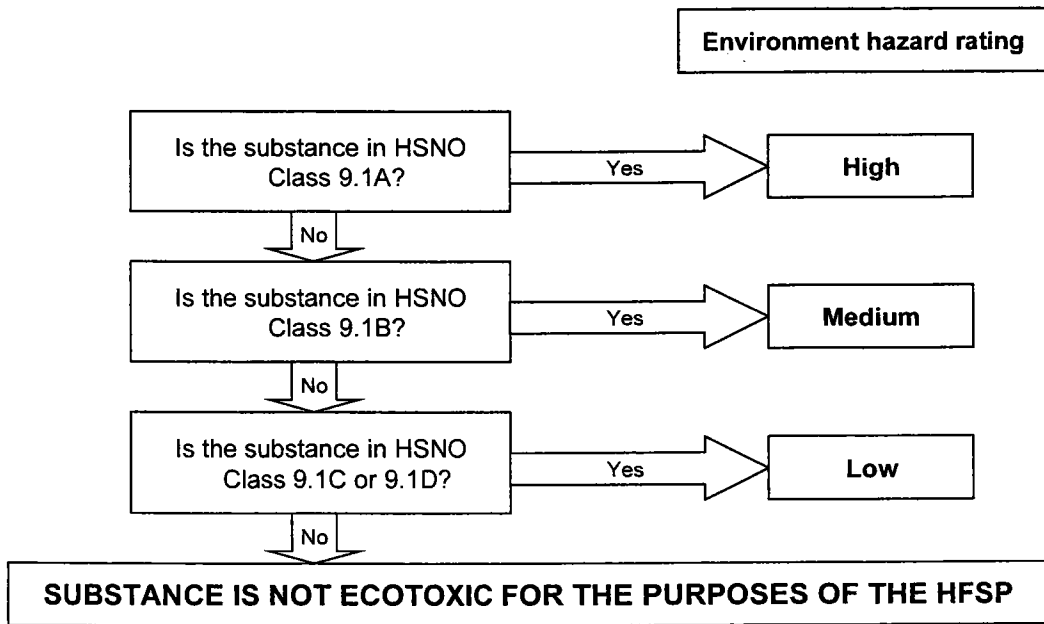 Environment hazard rating
Is the substance in HSNO
Class 9.1A?
Yes
High
No
Is the substance in HSNO
Class 9.1B?
Yes
Medium
No
Is the substance in HSNO
Class 9.1C or 9.1D?
Yes
Low
No
SUBSTANCE IS NOT ECOTOXIC FOR THE PURPOSES OF THE HFSP